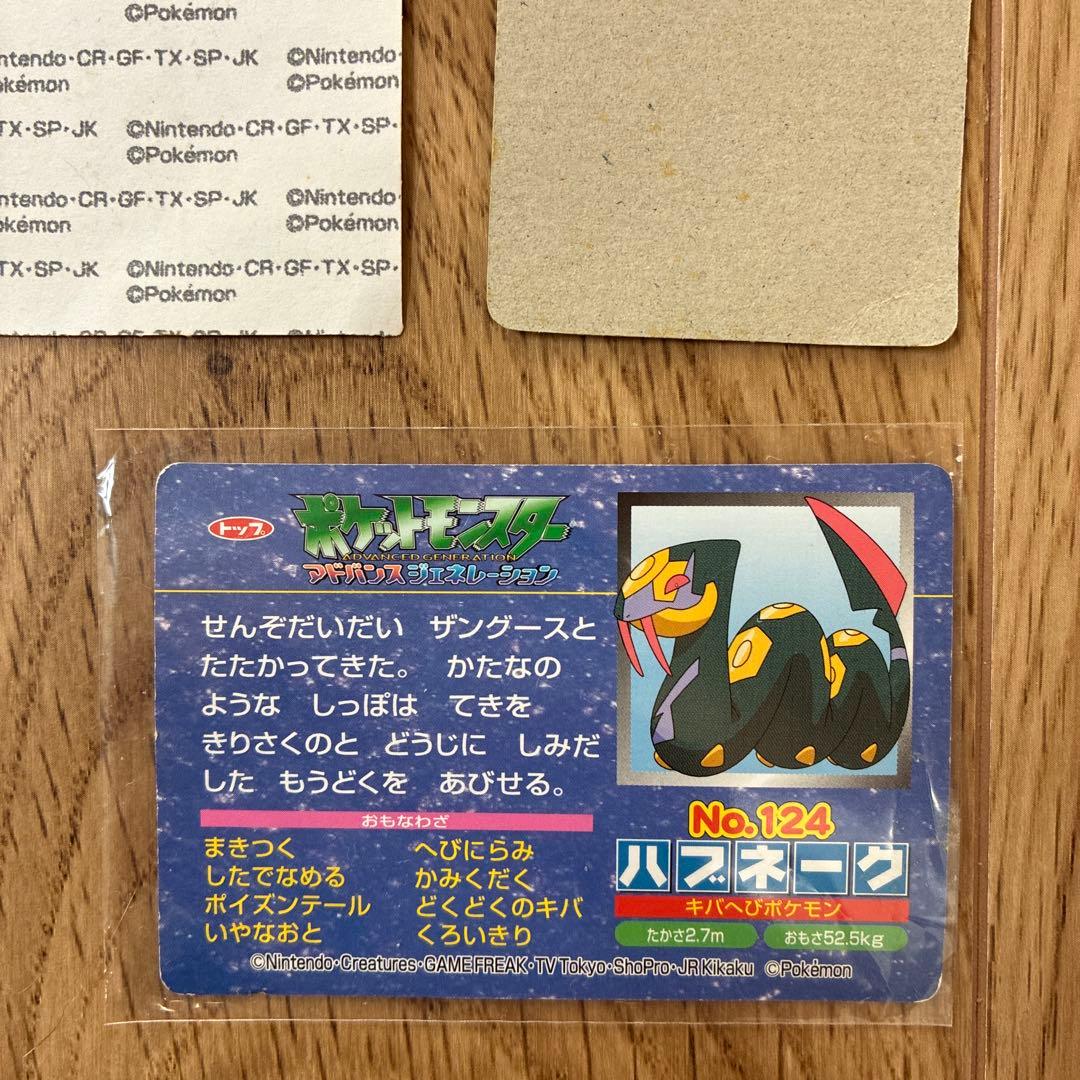 ©Pokémon
ntendo・CR・GF・TX・SP・JK ©Nintendo
kémon ©Pokémon
TX・SP・JK ©Nintendo・CR・GF・TX・SP・
©Pokémon
ntendo・CR・GF・TX・SP・JK ©Nintendo
okémon ©Pokémon
TX・SP・JK ©Nintendo・CR・GF・TX・SP・
©Pokémon
トップ
ポケットモンスター
ADVANCED GENERATION
アドバンスジェネレーション
せんぞだいだい ザングースと
たたかってきた。 かたなの
ような しっぽは てきを
きりさくのと どうじに しみだ
した もうどくを あびせる。
おもなわざ
まきつく へびにらみ
したでなめる かみくだく
ポイズンテール どくどくのキバ
いやなおと くろいきり
No.124
ハブネーク
キバへびポケモン
たかさ2.7m おもさ52.5kg
©Nintendo・Creatures・GAME FREAK・TV Tokyo・ShoPro・JR Kikaku ©Pokémon